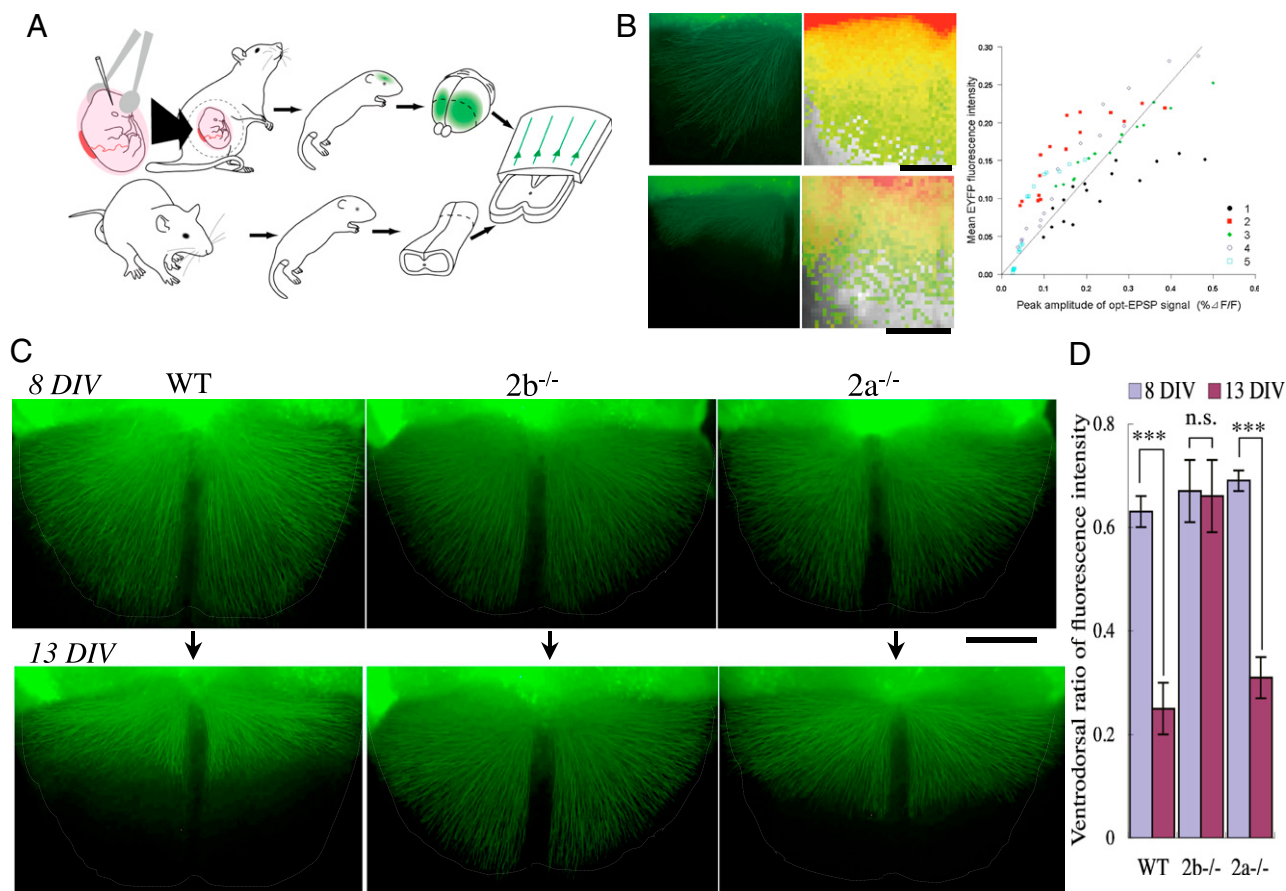 A
B
0.30
0.25
0.20
0.15
0.10
0.05
0.00
0.0 0.1 0.2 0.3 0.4 0.5 0.6
Mean EYFP fluorescence intensity
Peak amplitude of opt-EPSP signal (%⊿F/F)
1
2
3
4
5
C
8 DIV WT 2b-/- 2a-/-
13 DIV
D
8 DIV 13 DIV
Ventrodorsal ratio of fluorescence intensity
0.8
0.6
0.4
0.2
0
*** n.s. ***
WT 2b-/- 2a-/-